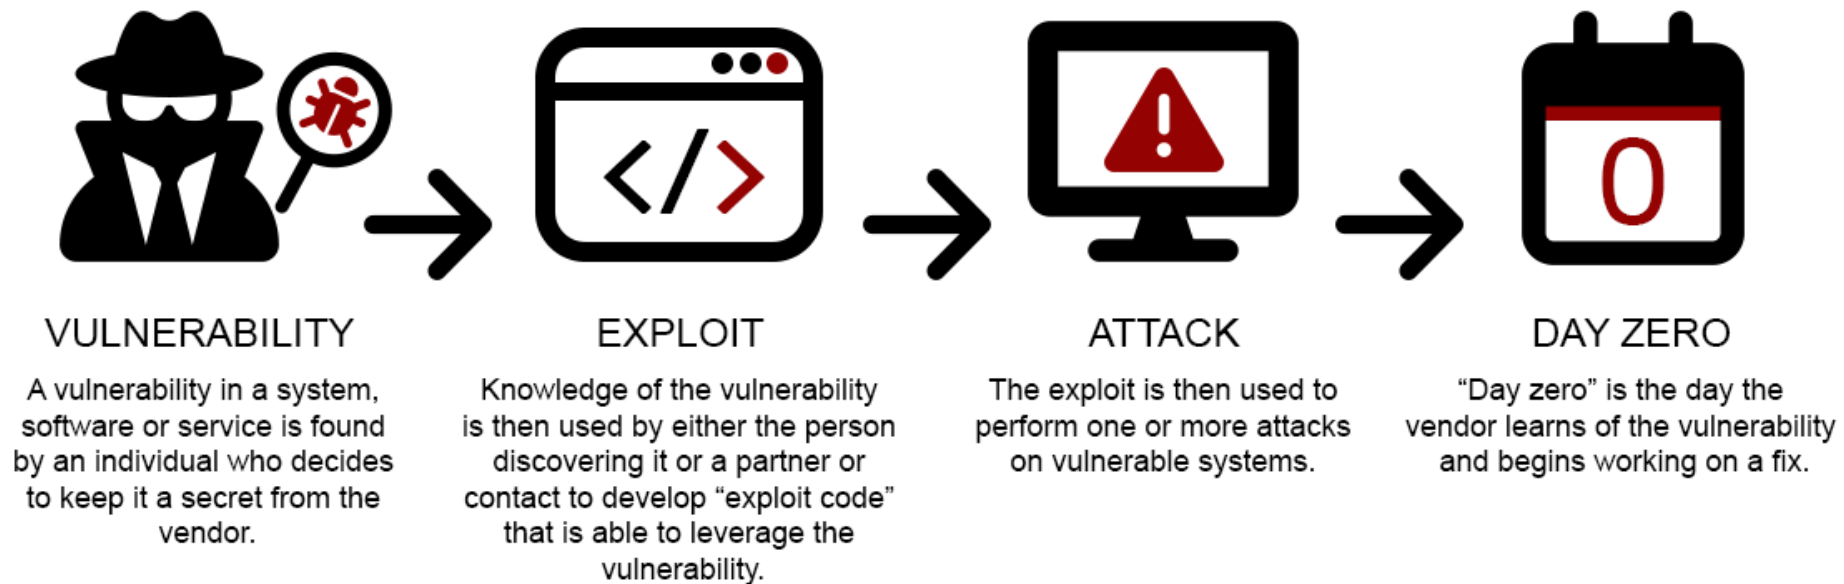 </>
0
VULNERABILITY
A vulnerability in a system,
software or service is found
by an individual who decides
to keep it a secret from the
vendor.
EXPLOIT
Knowledge of the vulnerability
is then used by either the person
discovering it or a partner or
contact to develop “exploit code”
that is able to leverage the
vulnerability.
ATTACK
The exploit is then used to
perform one or more attacks
on vulnerable systems.
DAY ZERO
“Day zero” is the day the
vendor learns of the vulnerability
and begins working on a fix.